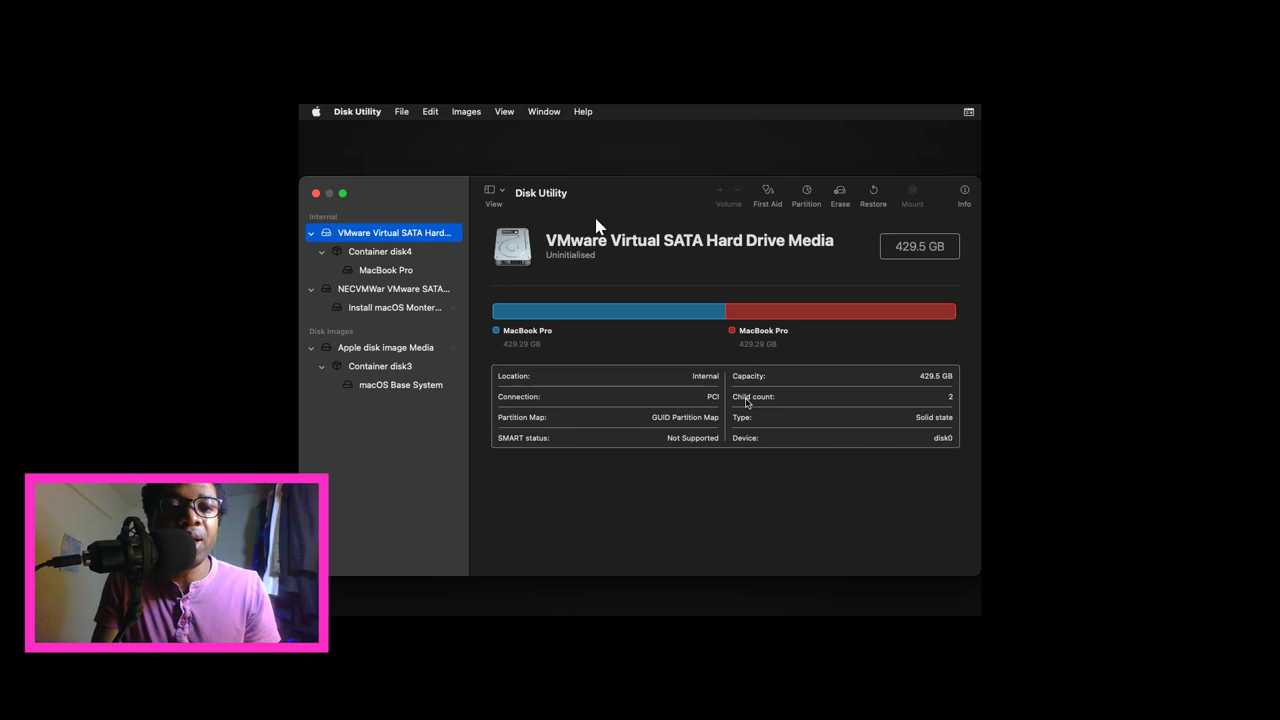 Disk Utility File Edit Images View Window Help
Disk Utility
View
Volume First Aid Partition Erase Restore Mount Info
Internal
VMware Virtual SATA Hard...
Container disk4
MacBook Pro
NECVMWar VMware SATA...
Install macOS Monter...
Disk Images
Apple disk image Media
Container disk3
macOS Base System
VMware Virtual SATA Hard Drive Media
Uninitialised
429.5 GB
MacBook Pro
429.29 GB
MacBook Pro
429.29 GB
Location: Internal
Connection: PCI
Partition Map: GUID Partition Map
SMART status: Not Supported
Capacity: 429.5 GB
Child count: 2
Type: Solid state
Device: disk0